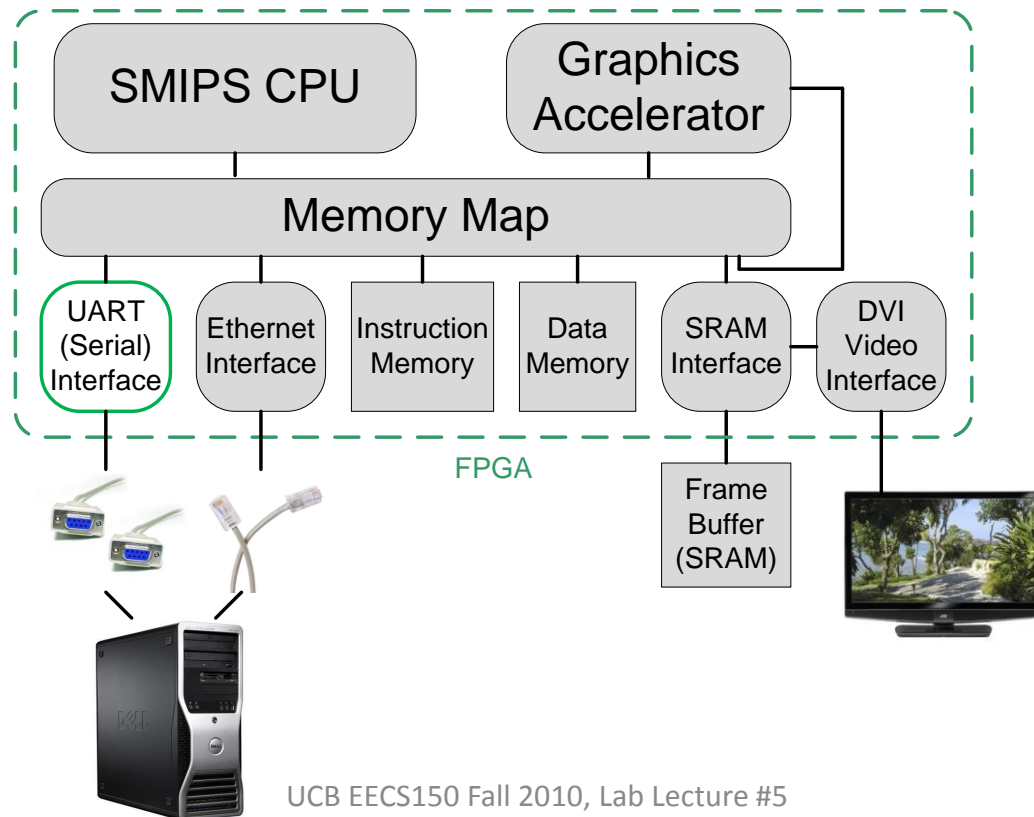 SMIPS CPU
Graphics
Accelerator
Memory Map
UART
(Serial)
Interface
Ethernet
Interface
Instruction
Memory
Data
Memory
SRAM
Interface
DVI
Video
Interface
FPGA
Frame
Buffer
(SRAM)
DELL
UCB EECS150 Fall 2010, Lab Lecture #5